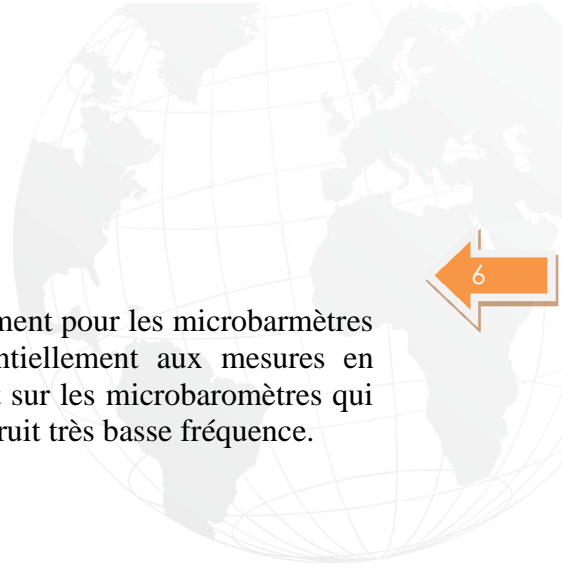 6
ment pour les microbarmètres
ntiellement aux mesures en
sur les microbaromètres qui
ruit très basse fréquence.